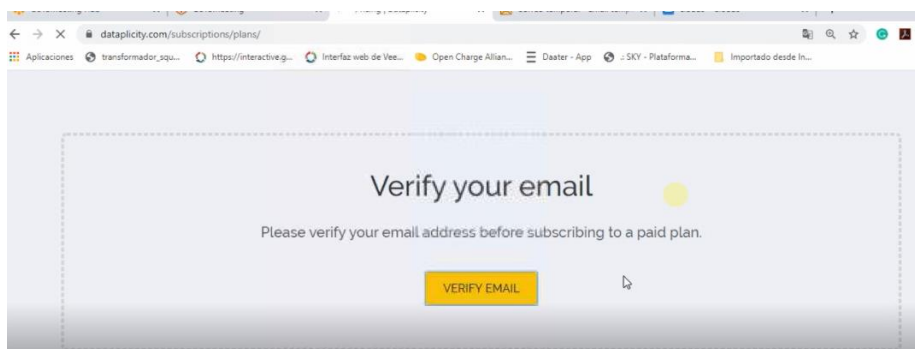 dataplicity.com/subscriptions/plans/
Aplicaciones transformador_squ... https://interactive.g... Interfaz web de Vee... Open Charge Allian... Daater - App .: SKY - Plataforma... Importado desde In...
Verify your email
Please verify your email address before subscribing to a paid plan.
VERIFY EMAIL